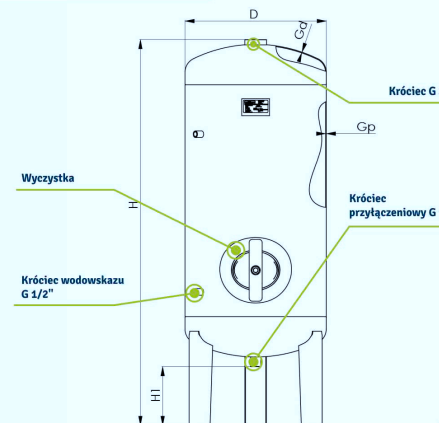 D
Gd
Króciec G
Gp
Wyczystka
H
Króciec
przyłączeniowy G
Króciec wodowskazu
G 1/2"
H1